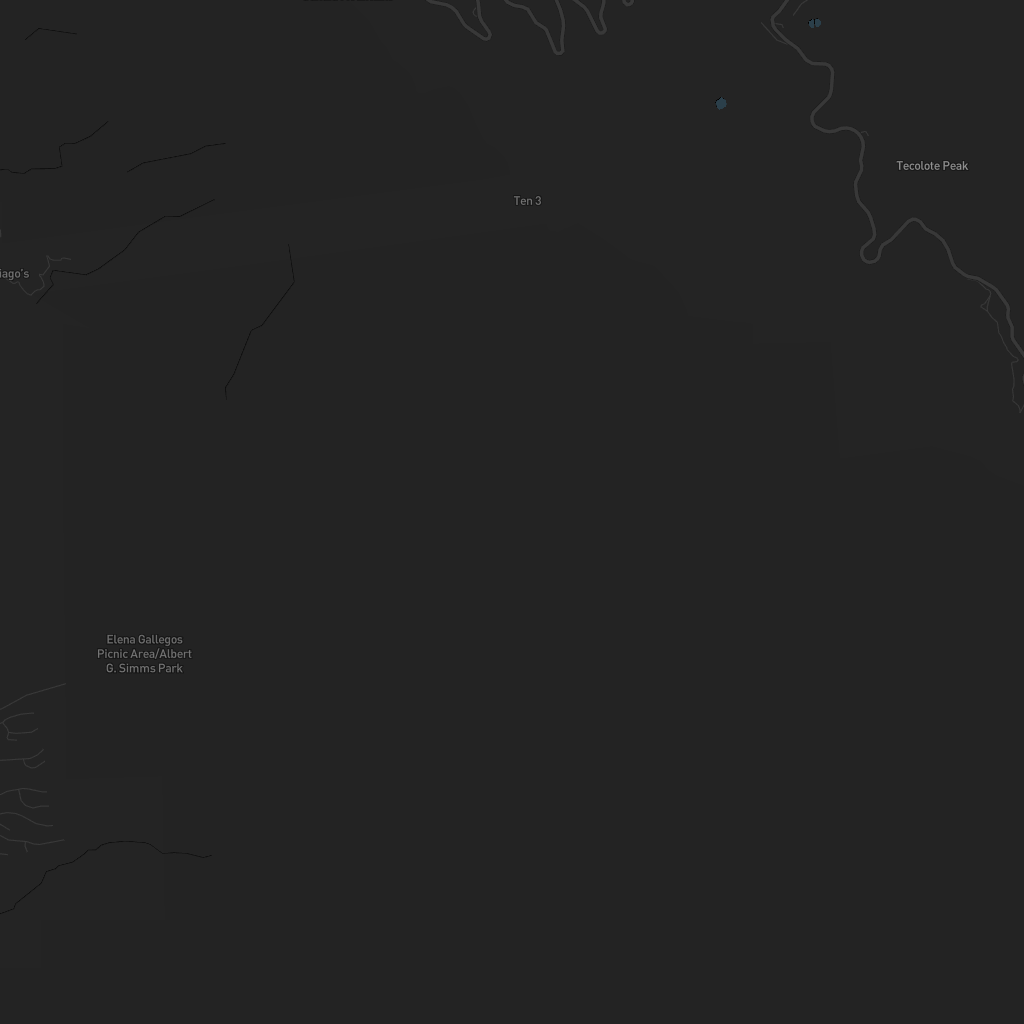 Tecolote Peak
Ten 3
iago's
Elena Gallegos
Picnic Area/Albert
G. Simms Park